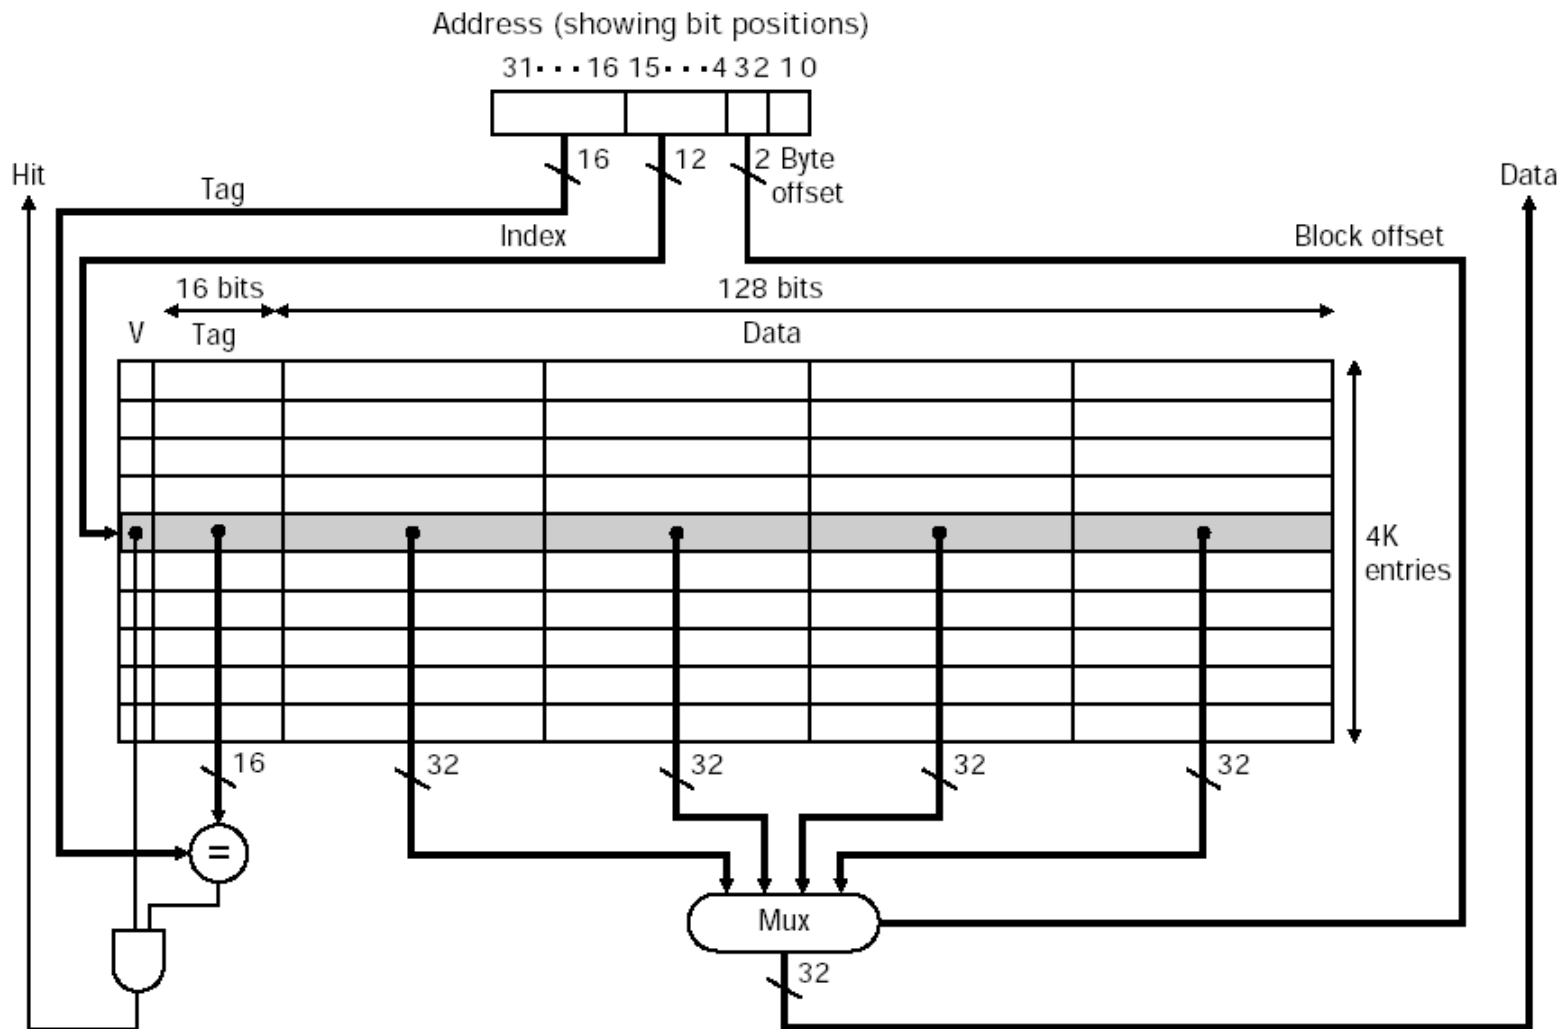 Address (showing bit positions)
31···16 15···4 3 2 1 0
16 12 2 Byte
offset
Hit
Data
Tag
Index
Block offset
16 bits
128 bits
V
Tag
Data
4K
entries
16
32
32
32
32
=
Mux
32